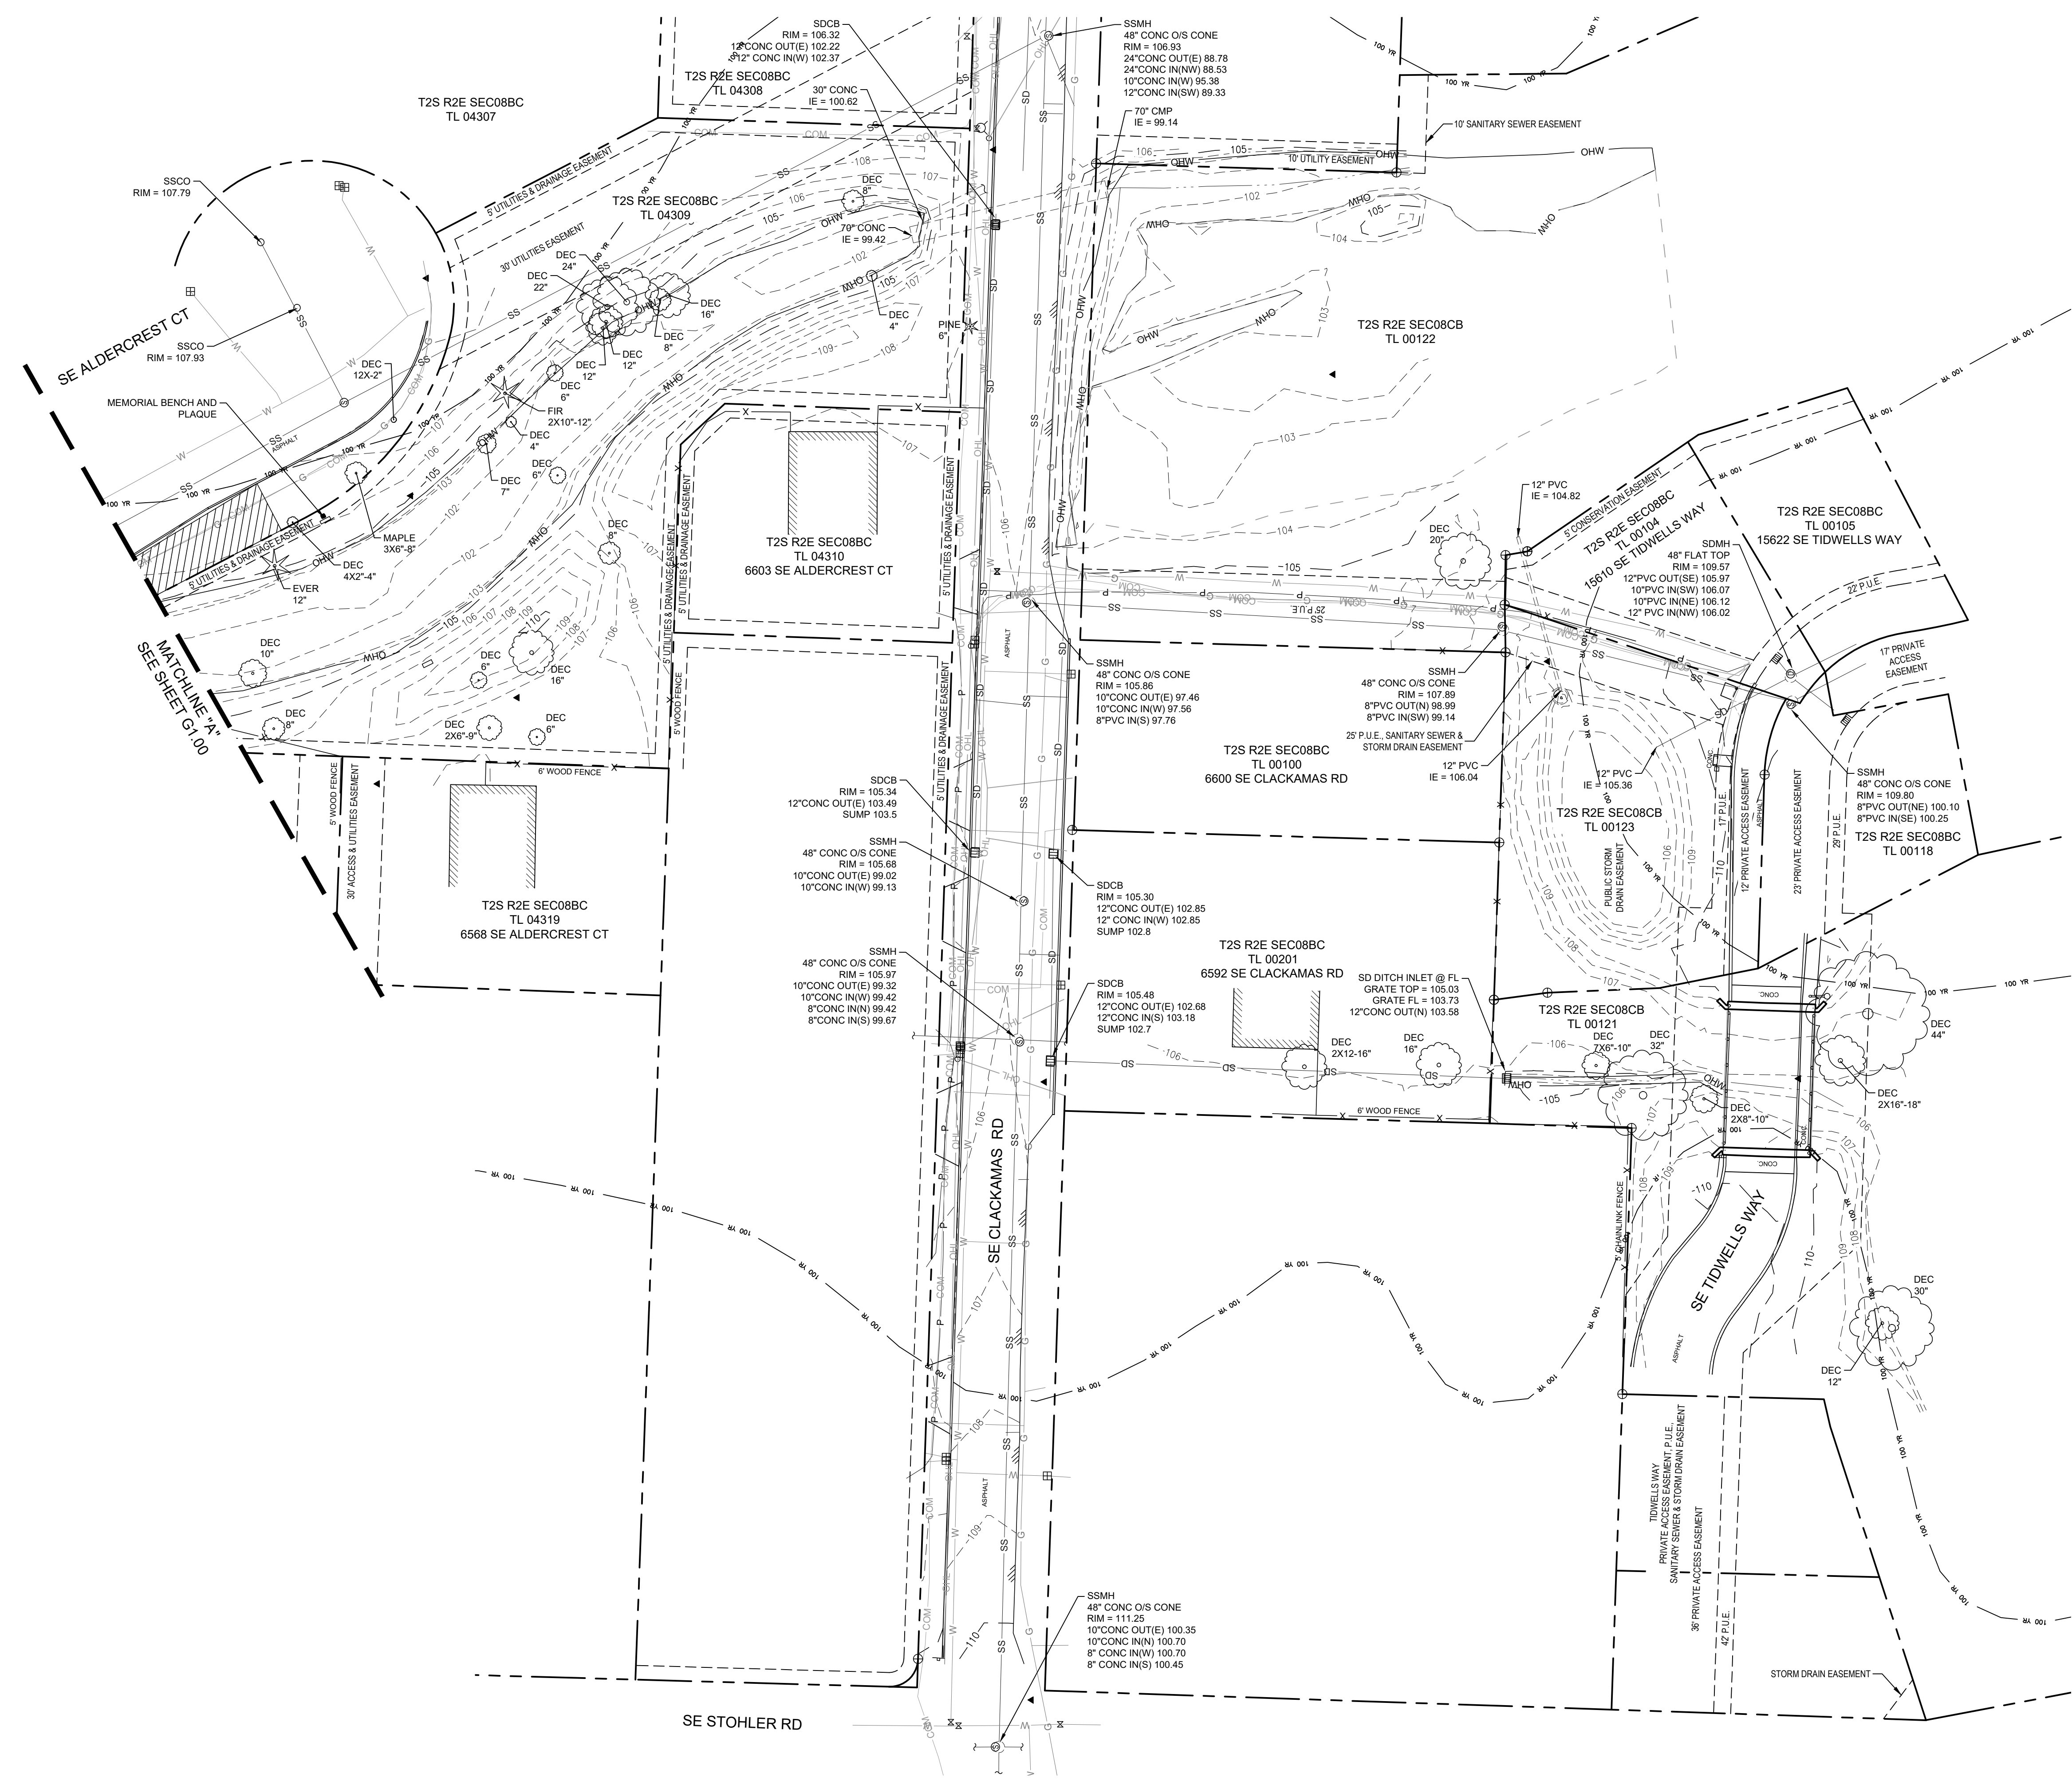 SDCB
RIM = 106.32
12"CONC OUT(E) 102.22
12" CONC IN(W) 102.37
T2S R2E SEC08BC
TL 04307
T2S R2E SEC08BC
TL 04308
30" CONC
IE = 100.62
SSMH
48" CONC O/S CONE
RIM = 106.93
24"CONC OUT(E) 88.78
24"CONC IN(NW) 88.53
10"CONC IN(W) 95.38
12"CONC IN(SW) 89.33
70" CMP
IE = 99.14
10' SANITARY SEWER EASEMENT
10' UTILITY EASEMENT
SSCO
RIM = 107.79
5' UTILITIES & DRAINAGE EASEMENT
30' UTILITIES EASEMENT
T2S R2E SEC08BC
TL 04309
DEC
8"
70" CONC
IE = 99.42
DEC
24"
DEC
22"
DEC
16"
DEC
8"
DEC
12"
DEC
12"
DEC
4"
PINE
6"
SE ALDERCREST CT
SSCO
RIM = 107.93
DEC
12X-2"
MEMORIAL BENCH AND
PLAQUE
ASPHALT
DEC
6"
FIR
2X10"-12"
DEC
4"
DEC
7"
DEC
6"
MAPLE
3X6"-8"
DEC
4X2"-4"
5' UTILITIES & DRAINAGE EASEMENT
EVER
12"
DEC
8"
5' UTILITIES & DRAINAGE EASEMENT
5' UTILITIES & DRAINAGE EASEMENT
5' UTILITIES & DRAINAGE EASEMENT
T2S R2E SEC08BC
TL 04310
6603 SE ALDERCREST CT
T2S R2E SEC08CB
TL 00122
12" PVC
IE = 104.82
DEC
20"
5' CONSERVATION EASEMENT
T2S R2E SEC08BC
TL 00104
15610 SE TIDWELLS WAY
T2S R2E SEC08BC
TL 00105
15622 SE TIDWELLS WAY
SDMH
48" FLAT TOP
RIM = 109.57
12"PVC OUT(SE) 105.97
10"PVC IN(SW) 106.07
10"PVC IN(NE) 106.12
12" PVC IN(NW) 106.02
22' P.U.E.
17' PRIVATE
ACCESS
EASEMENT
25' P.U.E.
MATCHLINE "A"
SEE SHEET G1.00
DEC
10"
DEC
8"
DEC
6"
DEC
16"
DEC
2X6"-9"
DEC
6"
5' WOOD FENCE
6' WOOD FENCE
5' WOOD FENCE
30' ACCESS & UTILITIES EASEMENT
5' UTILITIES & DRAINAGE EASEMENT
ASPHALT
T2S R2E SEC08BC
TL 04319
6568 SE ALDERCREST CT
SSMH
48" CONC O/S CONE
RIM = 105.86
10"CONC OUT(E) 97.46
10"CONC IN(W) 97.56
8"PVC IN(S) 97.76
SSMH
48" CONC O/S CONE
RIM = 107.89
8"PVC OUT(N) 98.99
8"PVC IN(SW) 99.14
25' P.U.E., SANITARY SEWER &
STORM DRAIN EASEMENT
T2S R2E SEC08BC
TL 00100
6600 SE CLACKAMAS RD
12" PVC
IE = 106.04
12" PVC
IE = 105.36
T2S R2E SEC08CB
TL 00123
PUBLIC STORM
DRAIN EASEMENT
CONC.
17' P.U.E.
12' PRIVATE ACCESS EASEMENT
ASPHALT
23' PRIVATE ACCESS EASEMENT
29' P.U.E.
SSMH
48" CONC O/S CONE
RIM = 109.80
8"PVC OUT(NE) 100.10
8"PVC IN(SE) 100.25
T2S R2E SEC08BC
TL 00118
SDCB
RIM = 105.34
12"CONC OUT(E) 103.49
SUMP 103.5
SSMH
48" CONC O/S CONE
RIM = 105.68
10"CONC OUT(E) 99.02
10"CONC IN(W) 99.13
SDCB
RIM = 105.30
12"CONC OUT(E) 102.85
12" CONC IN(W) 102.85
SUMP 102.8
SSMH
48" CONC O/S CONE
RIM = 105.97
10"CONC OUT(E) 99.32
10"CONC IN(W) 99.42
8"CONC IN(N) 99.42
8"CONC IN(S) 99.67
SDCB
RIM = 105.48
12"CONC OUT(E) 102.68
12"CONC IN(S) 103.18
SUMP 102.7
T2S R2E SEC08BC
TL 00201
6592 SE CLACKAMAS RD
SD DITCH INLET @ FL
GRATE TOP = 105.03
GRATE FL = 103.73
12"CONC OUT(N) 103.58
T2S R2E SEC08CB
TL 00121
DEC
2X12-16"
DEC
16"
DEC
7X6"-10"
DEC
32"
CONC.
DEC
44"
DEC
2X16"-18"
DEC
2X8"-10"
6' WOOD FENCE
CONC.
CONC.
SE CLACKAMAS RD
5' CHAINLINK FENCE
SE TIDWELLS WAY
ASPHALT
DEC
30"
DEC
12"
ASPHALT
TIDWELLS WAY
PRIVATE ACCESS EASEMENT, P.U.E.,
SANITARY SEWER & STORM DRAIN EASEMENT
36' PRIVATE ACCESS EASEMENT
42' P.U.E.
SSMH
48" CONC O/S CONE
RIM = 111.25
10"CONC OUT(E) 100.35
10"CONC IN(N) 100.70
8" CONC IN(W) 100.70
8" CONC IN(S) 100.45
STORM DRAIN EASEMENT
SE STOHLER RD